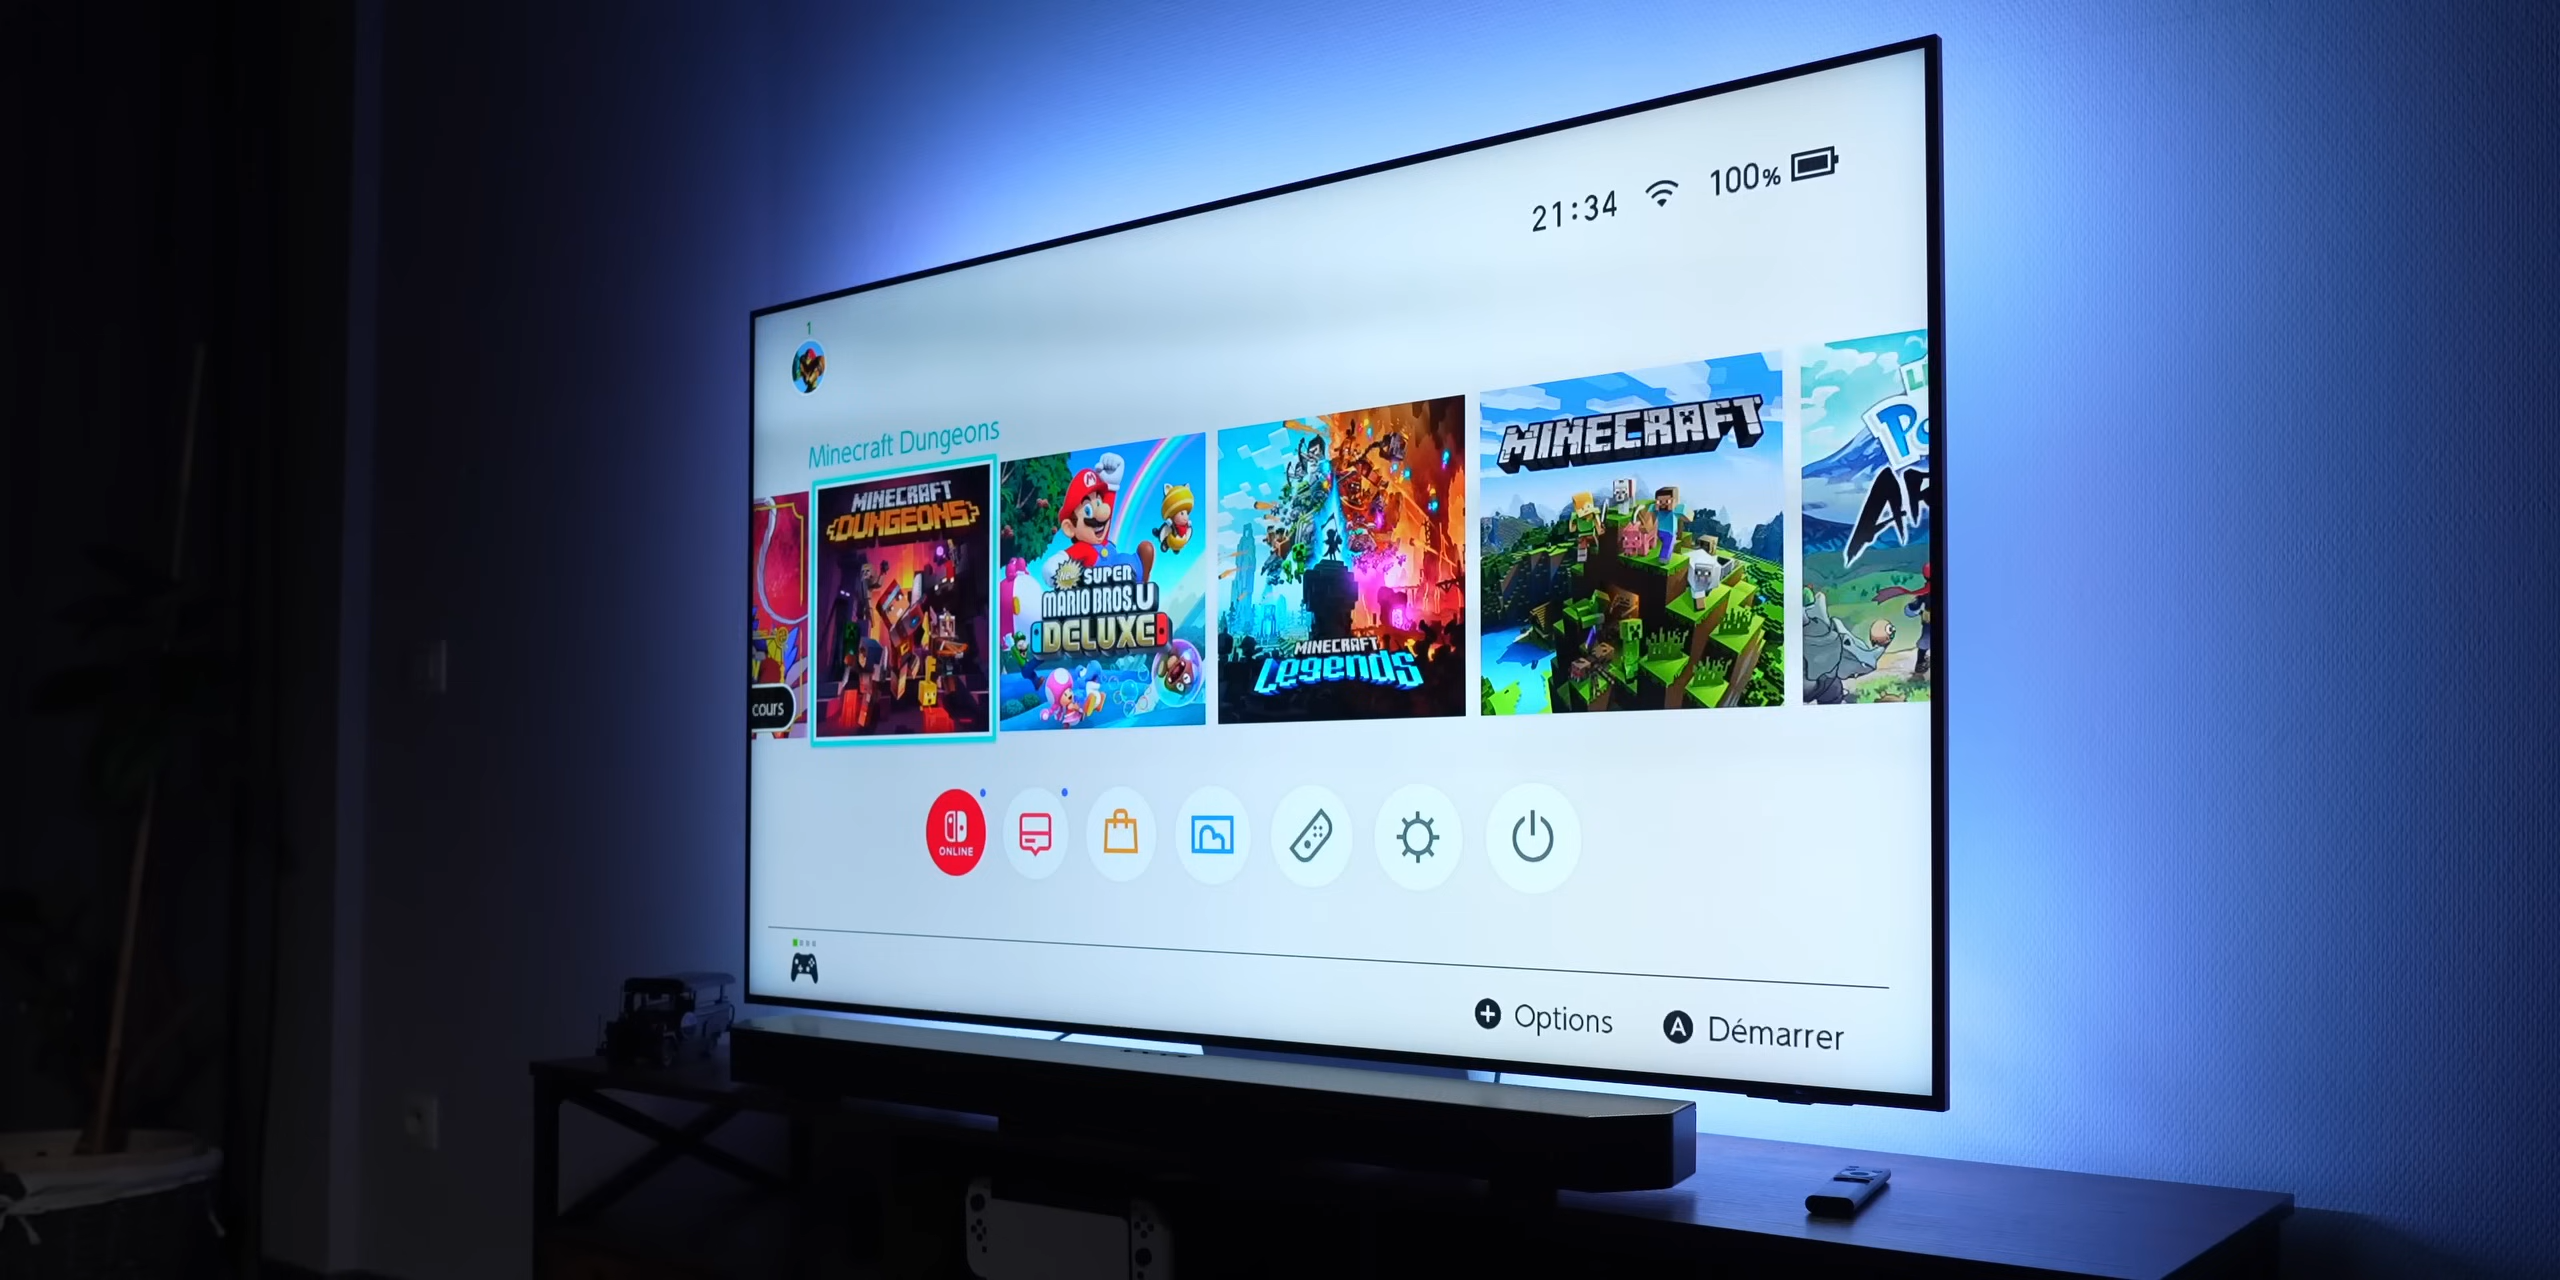 21:34
100%
1
Minecraft Dungeons
MINECRAFT
DUNGEONS
NEW
SUPER
MARIO BROS.U
DELUXE
MINECRAFT
Legends
MINECRAFT
cours
ONLINE
Options
A Démarrer